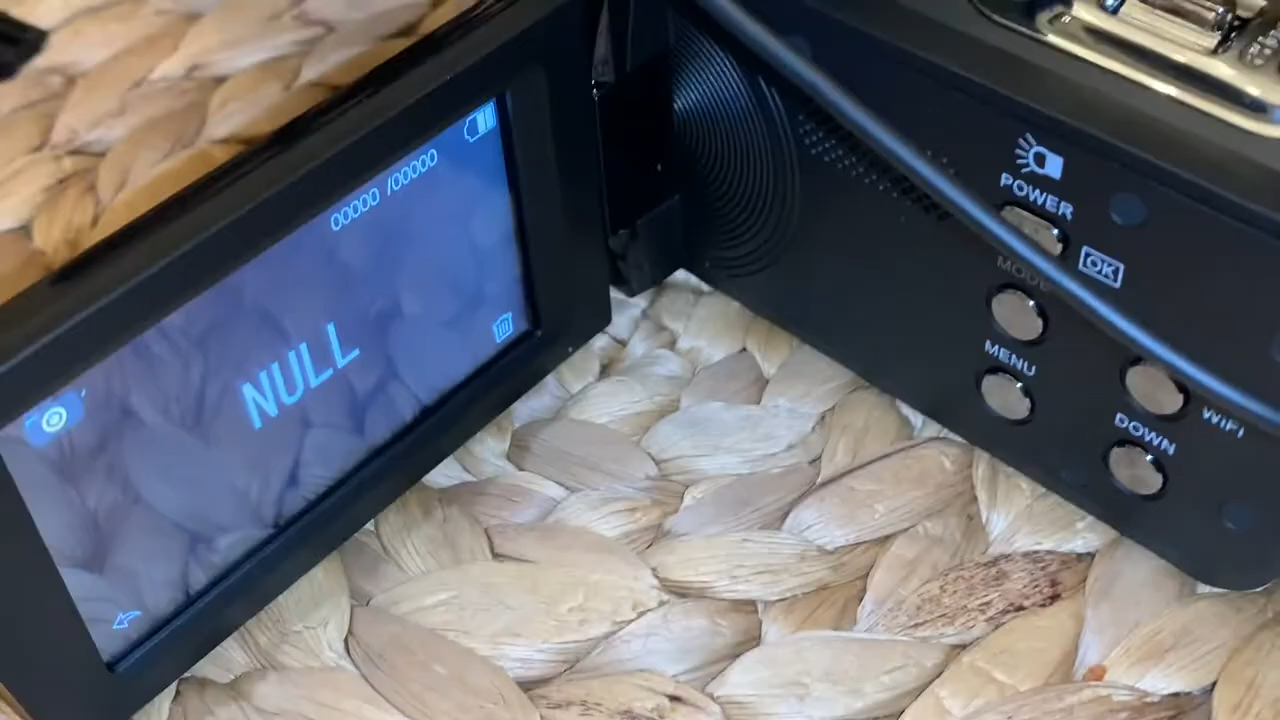 00000 /00000
NULL
POWER
OK
MODE
MENU
WIFI
DOWN